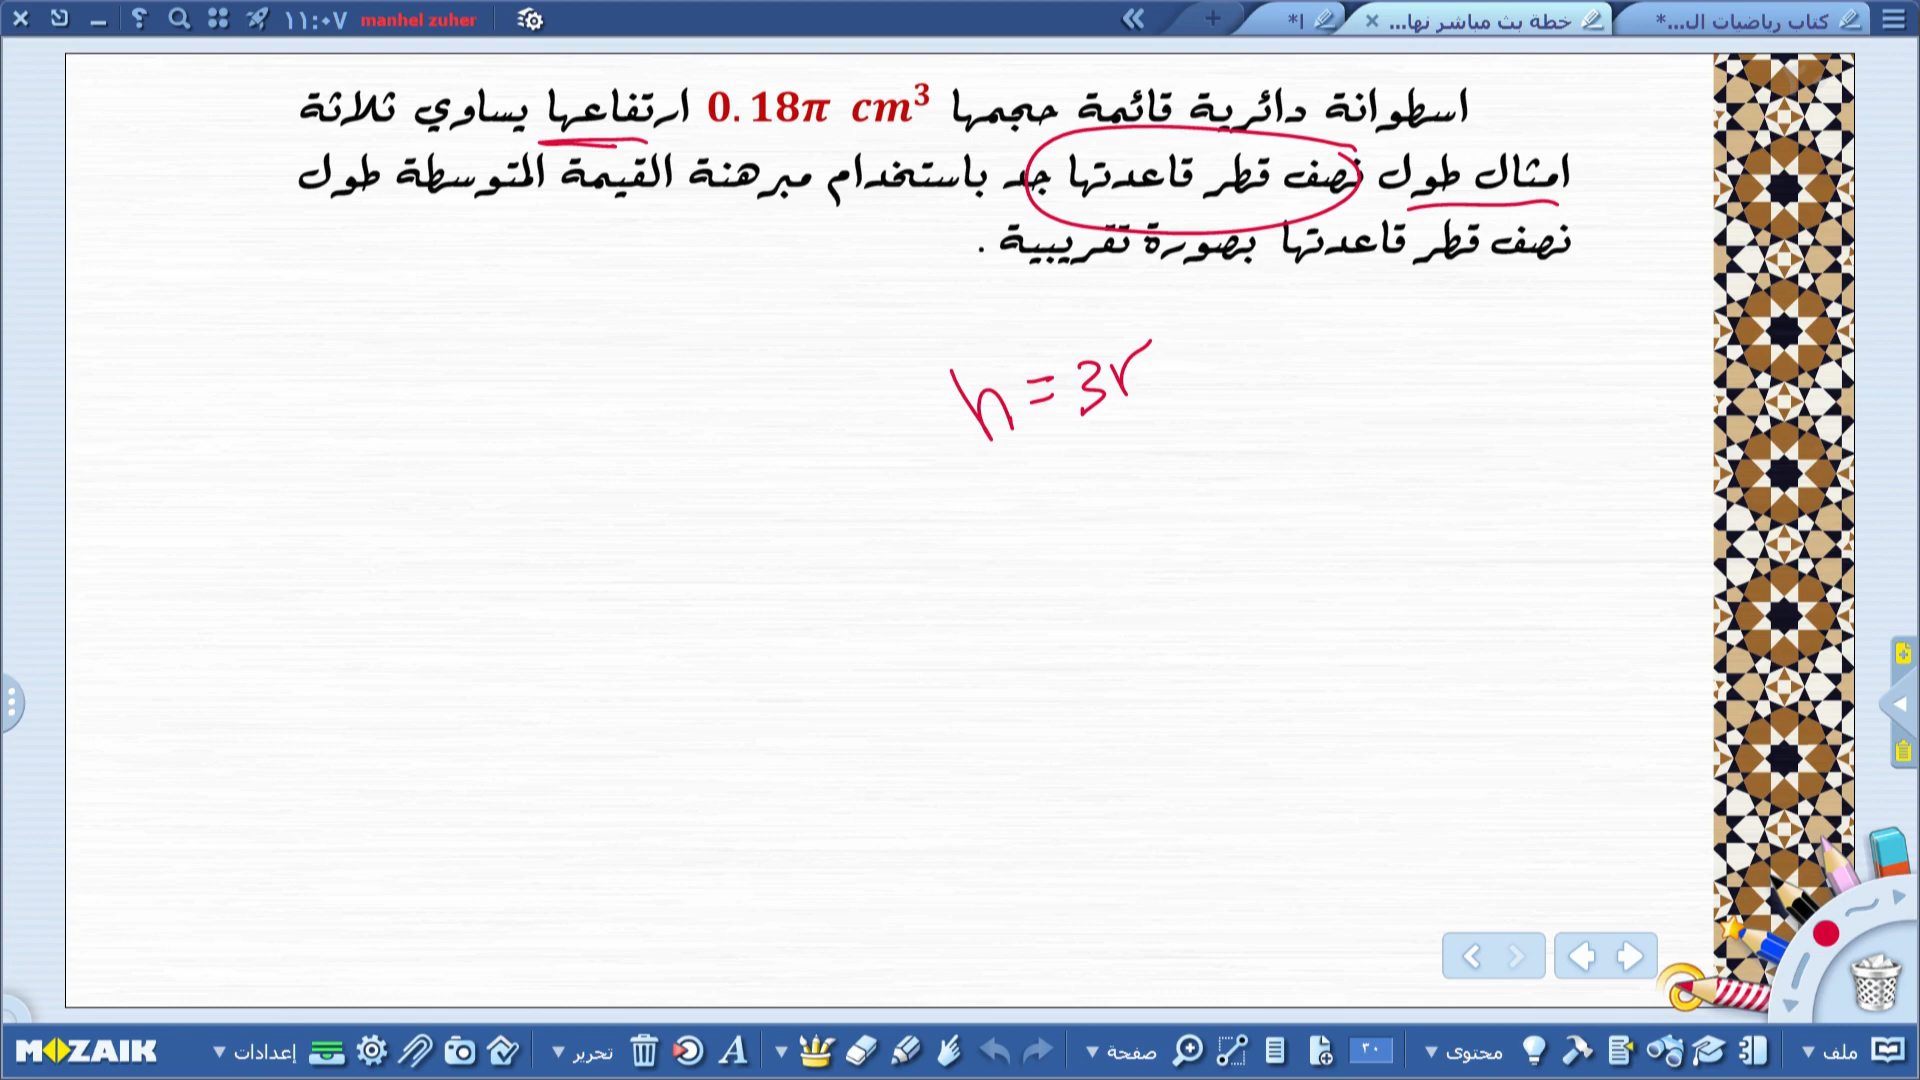 كتاب رياضيات ال...*
خطة بث مباشر نها...
ا*
manhel zuher
١١:٠٧
اسطوانة دائرية قائمة حجمها 0.18π cm³ ارتفاعها يساوي ثلاثة
امثال طول نصف قطر قاعدتها جد باستخدام مبرهنة القيمة المتوسطة طول
نصف قطر قاعدتها بصورة تقريبية .
h = 3r
ملف
محتوى
٣٠
صفحة
تحرير
إعدادات
MOZAIK